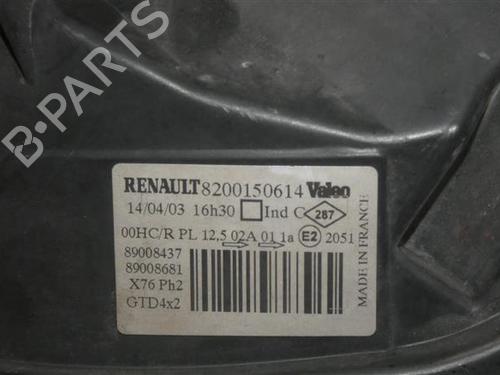 B-PARTS
RENAULT 8200150614 Valeo
14/04/03 16h30 Ind C 287
00HC/R PL 12,5 02A 01 1a E2 2051
89008437
89008681
X76 Ph2
GTD4x2
MADE IN FRANCE